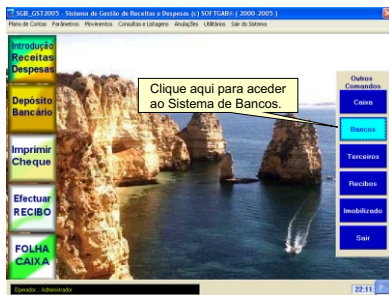 SGB_GST2005 - Sistema de Gestão de Receitas e Despesas (c) SOFTGAB® ( 2000-2005 )
Plano de Contas Parâmetros Movimentos Consultas e Listagens Anulações Utilitários Sair do Sistema
Introdução
Receitas
Despesas
Depósito
Bancário
Imprimir
Cheque
Efectuar
RECIBO
FOLHA
CAIXA
Clique aqui para aceder
ao Sistema de Bancos.
Outros
Comandos
Caixa
Bancos
Terceiros
Recibos
Imobilizado
Sair
Operador.: Administrador
22:11